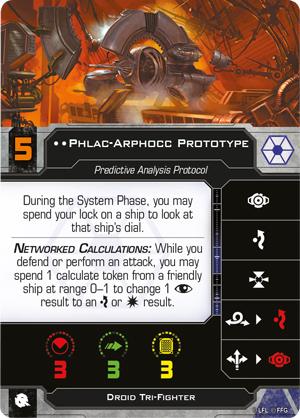 5
••Phlac-Arphocc Prototype
Predictive Analysis Protocol
During the System Phase, you may
spend your lock on a ship to look at
that ship's dial.
Networked Calculations: While you
defend or perform an attack, you may
spend 1 calculate token from a friendly
ship at range 0–1 to change 1
result to an or result.
3 3 3
Droid Tri-Fighter
LFL ©FFG